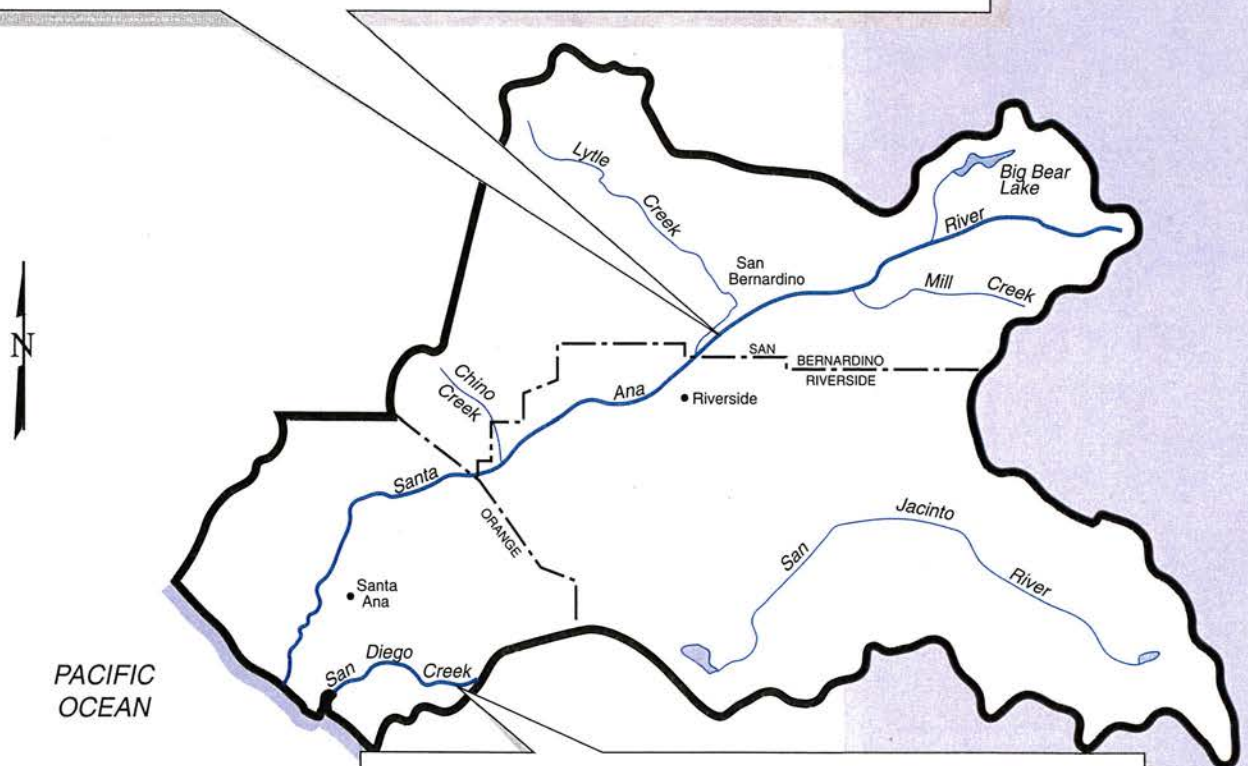 Lytle
Creek
Big Bear
Lake
River
San
Bernardino
Mill Creek
SAN
BERNARDINO
RIVERSIDE
N
Chino
Creek
Ana
Riverside
Santa
ORANGE
San Jacinto River
Santa
Ana
San Diego Creek
PACIFIC
OCEAN